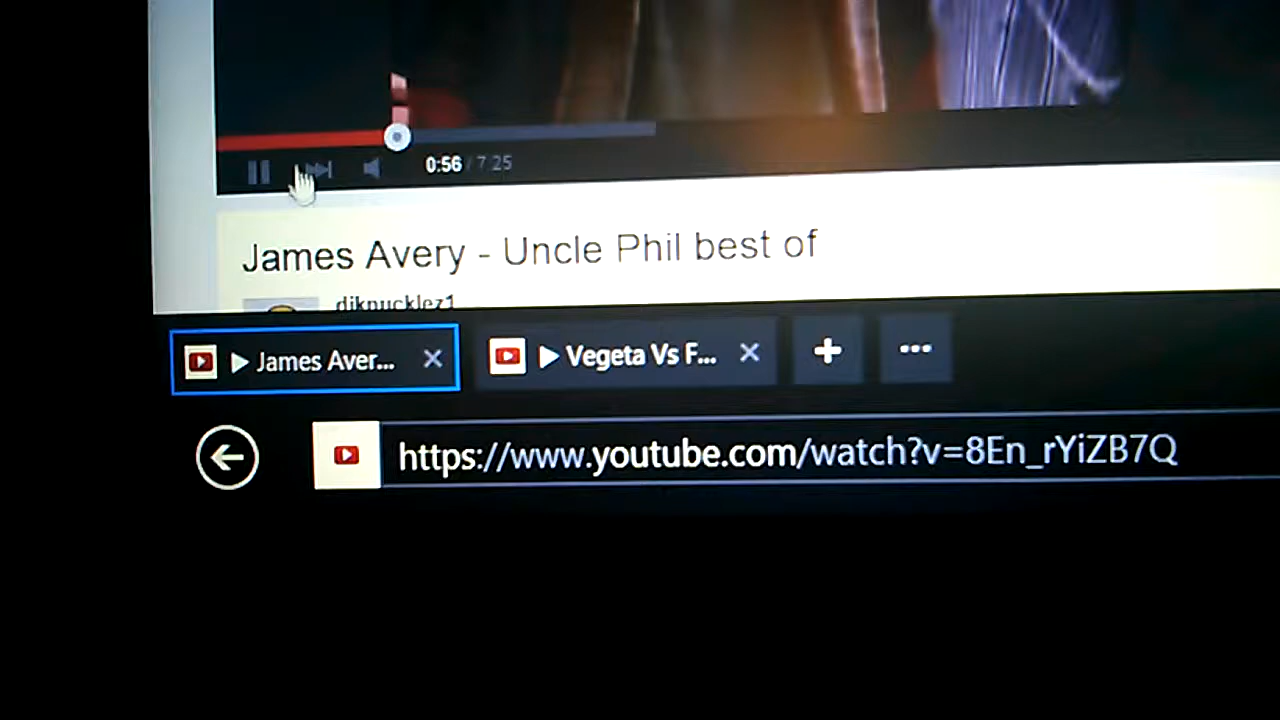 0:56 / 7:25
James Avery - Uncle Phil best of
djknucklez1
James Aver...
Vegeta Vs F...
https://www.youtube.com/watch?v=8En_rYiZB7Q